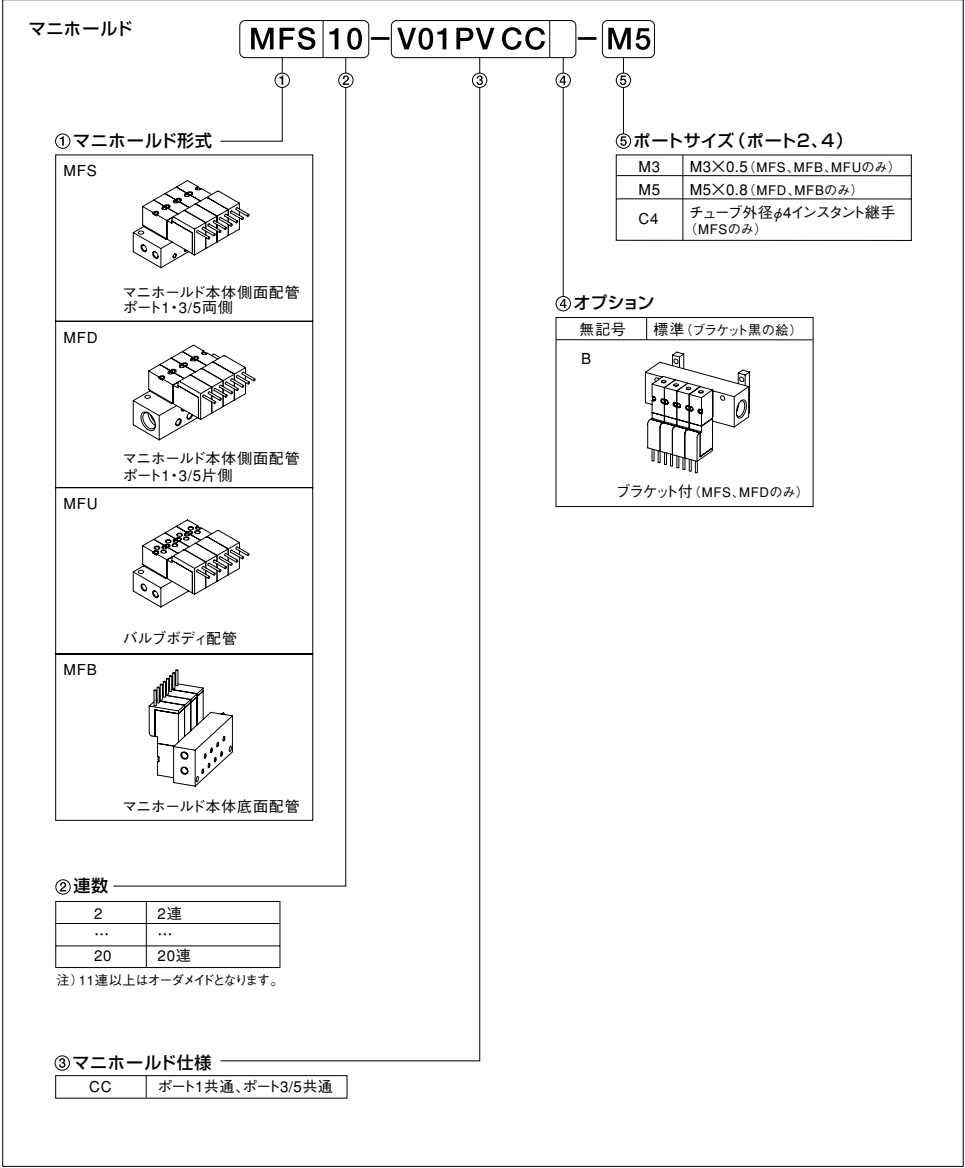 マニホールド
MFS 10-V01PV CC -M5
① ② ③ ④ ⑤
①マニホールド形式
MFS
マニホールド本体側面配管
ポート1・3/5両側
MFD
マニホールド本体側面配管
ポート1・3/5片側
MFU
バルブボディ配管
MFB
マニホールド本体底面配管
②連数
2 2連
… …
20 20連
注）11連以上はオーダメイドとなります。
③マニホールド仕様
CC ポート1共通、ポート3/5共通
⑤ポートサイズ（ポート2、4）
M3 M3×0.5（MFS、MFB、MFUのみ）
M5 M5×0.8（MFD、MFBのみ）
C4 チューブ外径φ4インスタント継手
（MFSのみ）
④オプション
無記号 標準（ブラケット黒の絵）
B
ブラケット付（MFS、MFDのみ）